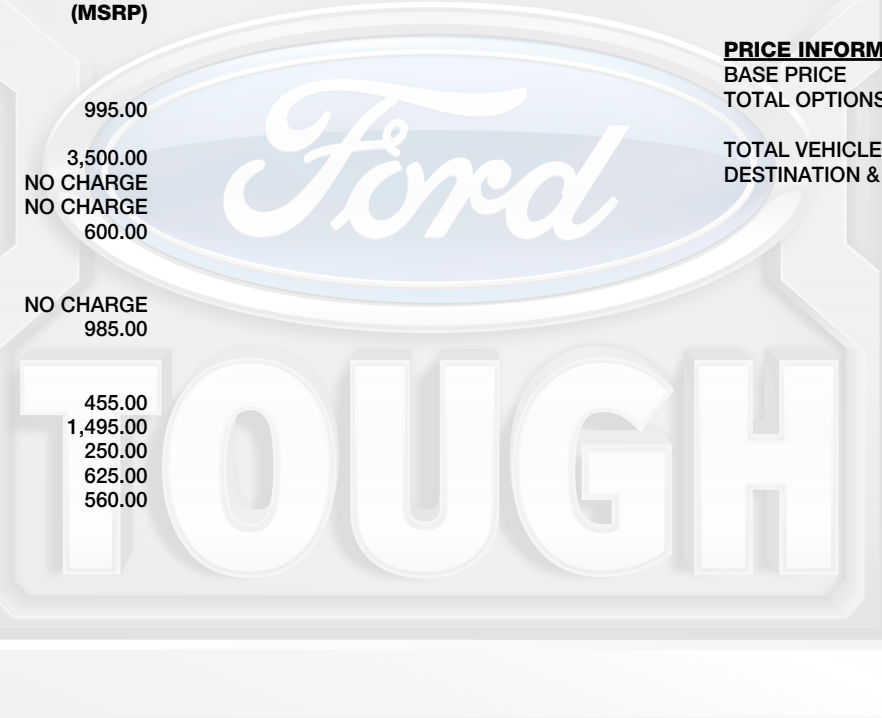 (MSRP)
995.00
3,500.00
NO CHARGE
NO CHARGE
600.00
NO CHARGE
985.00
455.00
1,495.00
250.00
625.00
560.00
PRICE INFORM
BASE PRICE
TOTAL OPTIONS
TOTAL VEHICLE
DESTINATION &
Ford
TOUGH